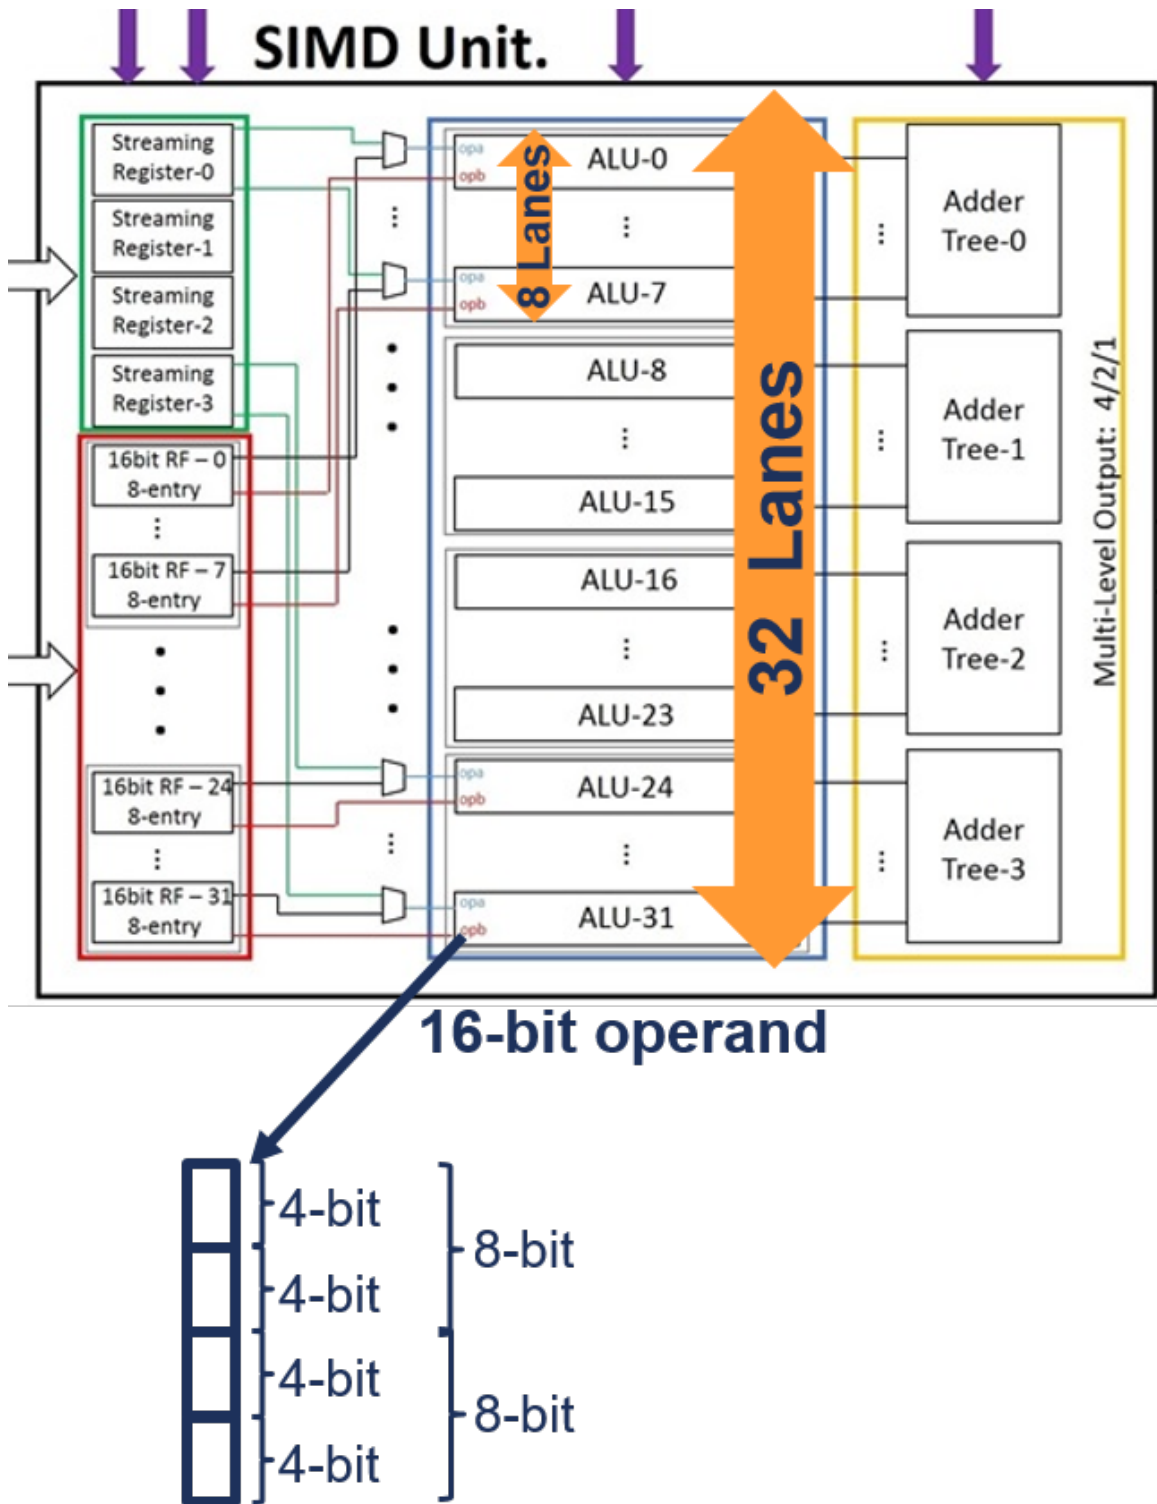 SIMD Unit.
Streaming
Register-0
Streaming
Register-1
Streaming
Register-2
Streaming
Register-3
16bit RF – 0
8-entry
16bit RF – 7
8-entry
16bit RF – 24
8-entry
16bit RF – 31
8-entry
opa
opb
ALU-0
opa
opb
ALU-7
8 Lanes
ALU-8
ALU-15
ALU-16
ALU-23
opa
opb
ALU-24
opa
opb
ALU-31
32 Lanes
Adder
Tree-0
Adder
Tree-1
Adder
Tree-2
Adder
Tree-3
Multi-Level Output: 4/2/1
16-bit operand
4-bit
4-bit
4-bit
4-bit
8-bit
8-bit